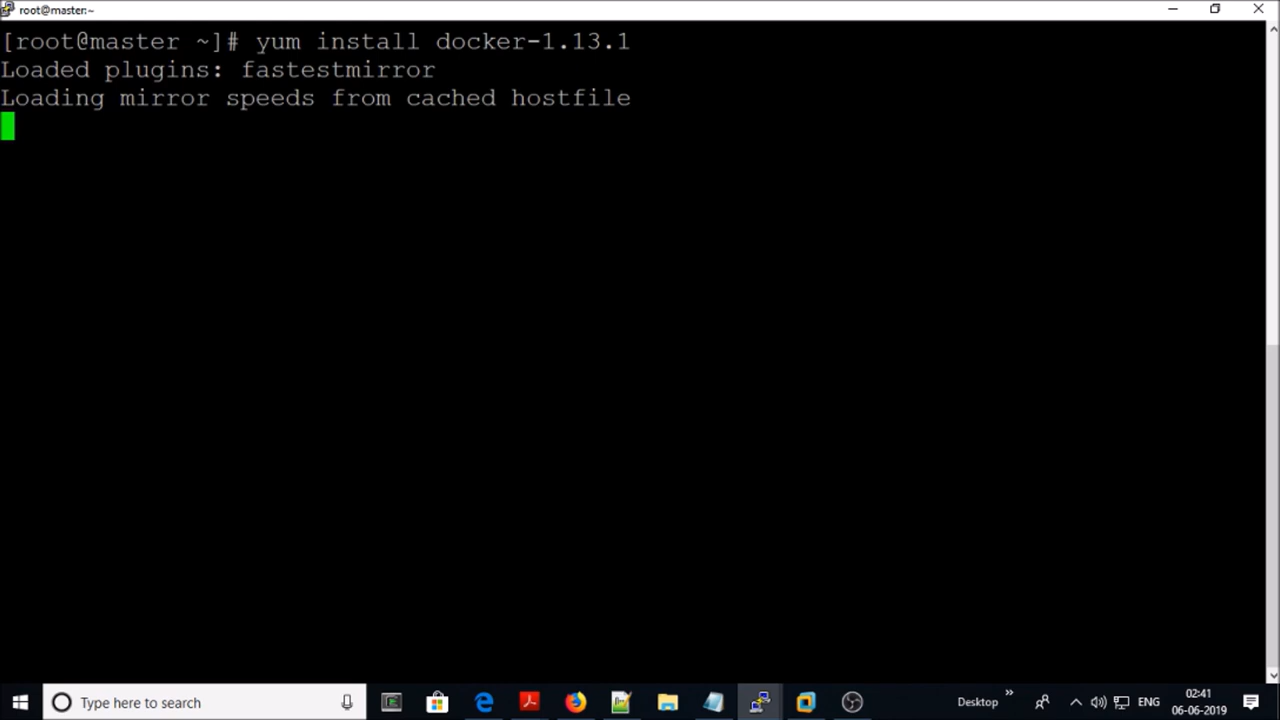 root@master:~
[root@master ~]# yum install docker-1.13.1
Loaded plugins: fastestmirror
Loading mirror speeds from cached hostfile
Type here to search
Desktop
ENG
02:41
06-06-2019